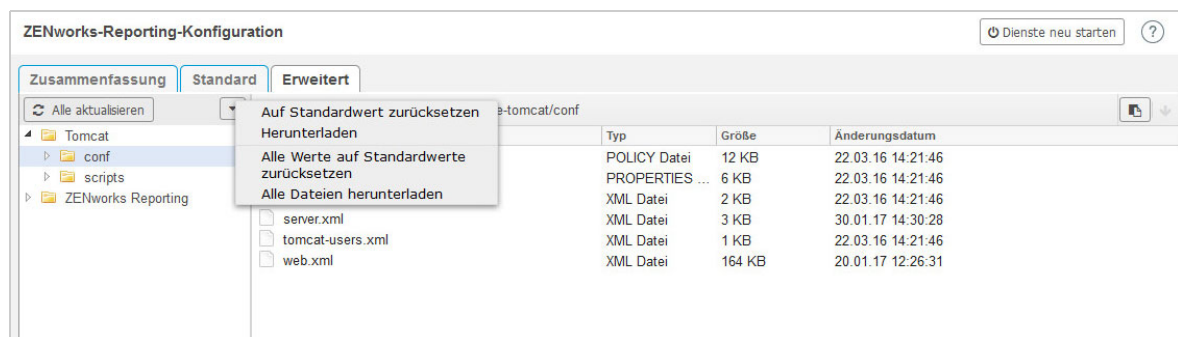 ZENworks-Reporting-Konfiguration
Dienste neu starten
?
Zusammenfassung
Standard
Erweitert
Alle aktualisieren
e-tomcat/conf
Auf Standardwert zurücksetzen
Herunterladen
Alle Werte auf Standardwerte
zurücksetzen
Alle Dateien herunterladen
Tomcat
conf
scripts
ZENworks Reporting
Typ Größe Änderungsdatum
POLICY Datei 12 KB 22.03.16 14:21:46
PROPERTIES ... 6 KB 22.03.16 14:21:46
XML Datei 2 KB 22.03.16 14:21:46
server.xml XML Datei 3 KB 30.01.17 14:30:28
tomcat-users.xml XML Datei 1 KB 22.03.16 14:21:46
web.xml XML Datei 164 KB 20.01.17 12:26:31